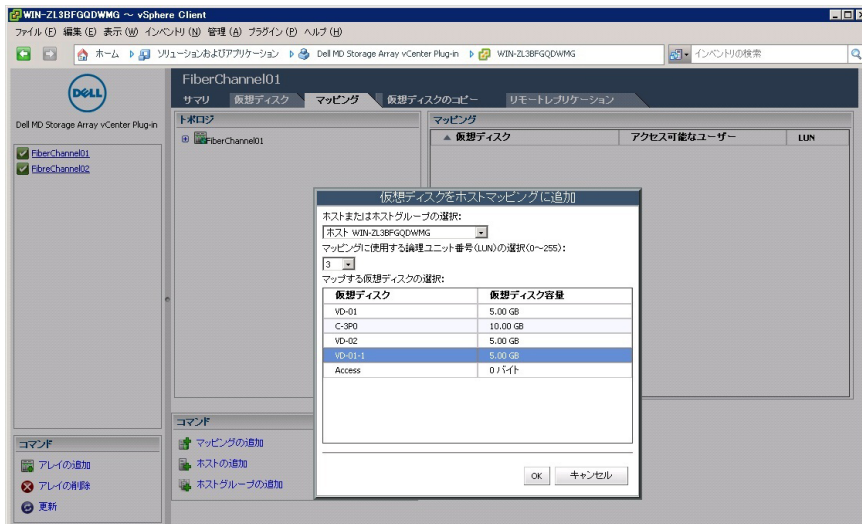 WIN-ZL3BFGQDWMG ~ vSphere Client
ファイル(F) 編集(E) 表示(W) インベントリ(N) 管理(A) プラグイン(P) ヘルプ(H)
ホーム ソリューションおよびアプリケーション Dell MD Storage Array vCenter Plug-in WIN-ZL3BFGQDWMG インベントリの検索
DELL
Dell MD Storage Array vCenter Plug-in
FiberChannel01
FibreChannel02
FiberChannel01
サマリ 仮想ディスク マッピング 仮想ディスクのコピー リモートレプリケーション
トポロジ
FiberChannel01
マッピング
仮想ディスク アクセス可能なユーザー LUN
仮想ディスクをホストマッピングに追加
ホストまたはホストグループの選択:
ホスト WIN-ZL3BFGQDWMG
マッピングに使用する論理ユニット番号(LUN)の選択(0~255):
3
マップする仮想ディスクの選択:
仮想ディスク 仮想ディスク容量
VD-01 5.00 GB
C-3PO 10.00 GB
VD-02 5.00 GB
VD-01-1 5.00 GB
Access 0 バイト
OK キャンセル
コマンド
マッピングの追加
ホストの追加
ホストグループの追加
コマンド
アレイの追加
アレイの削除
更新